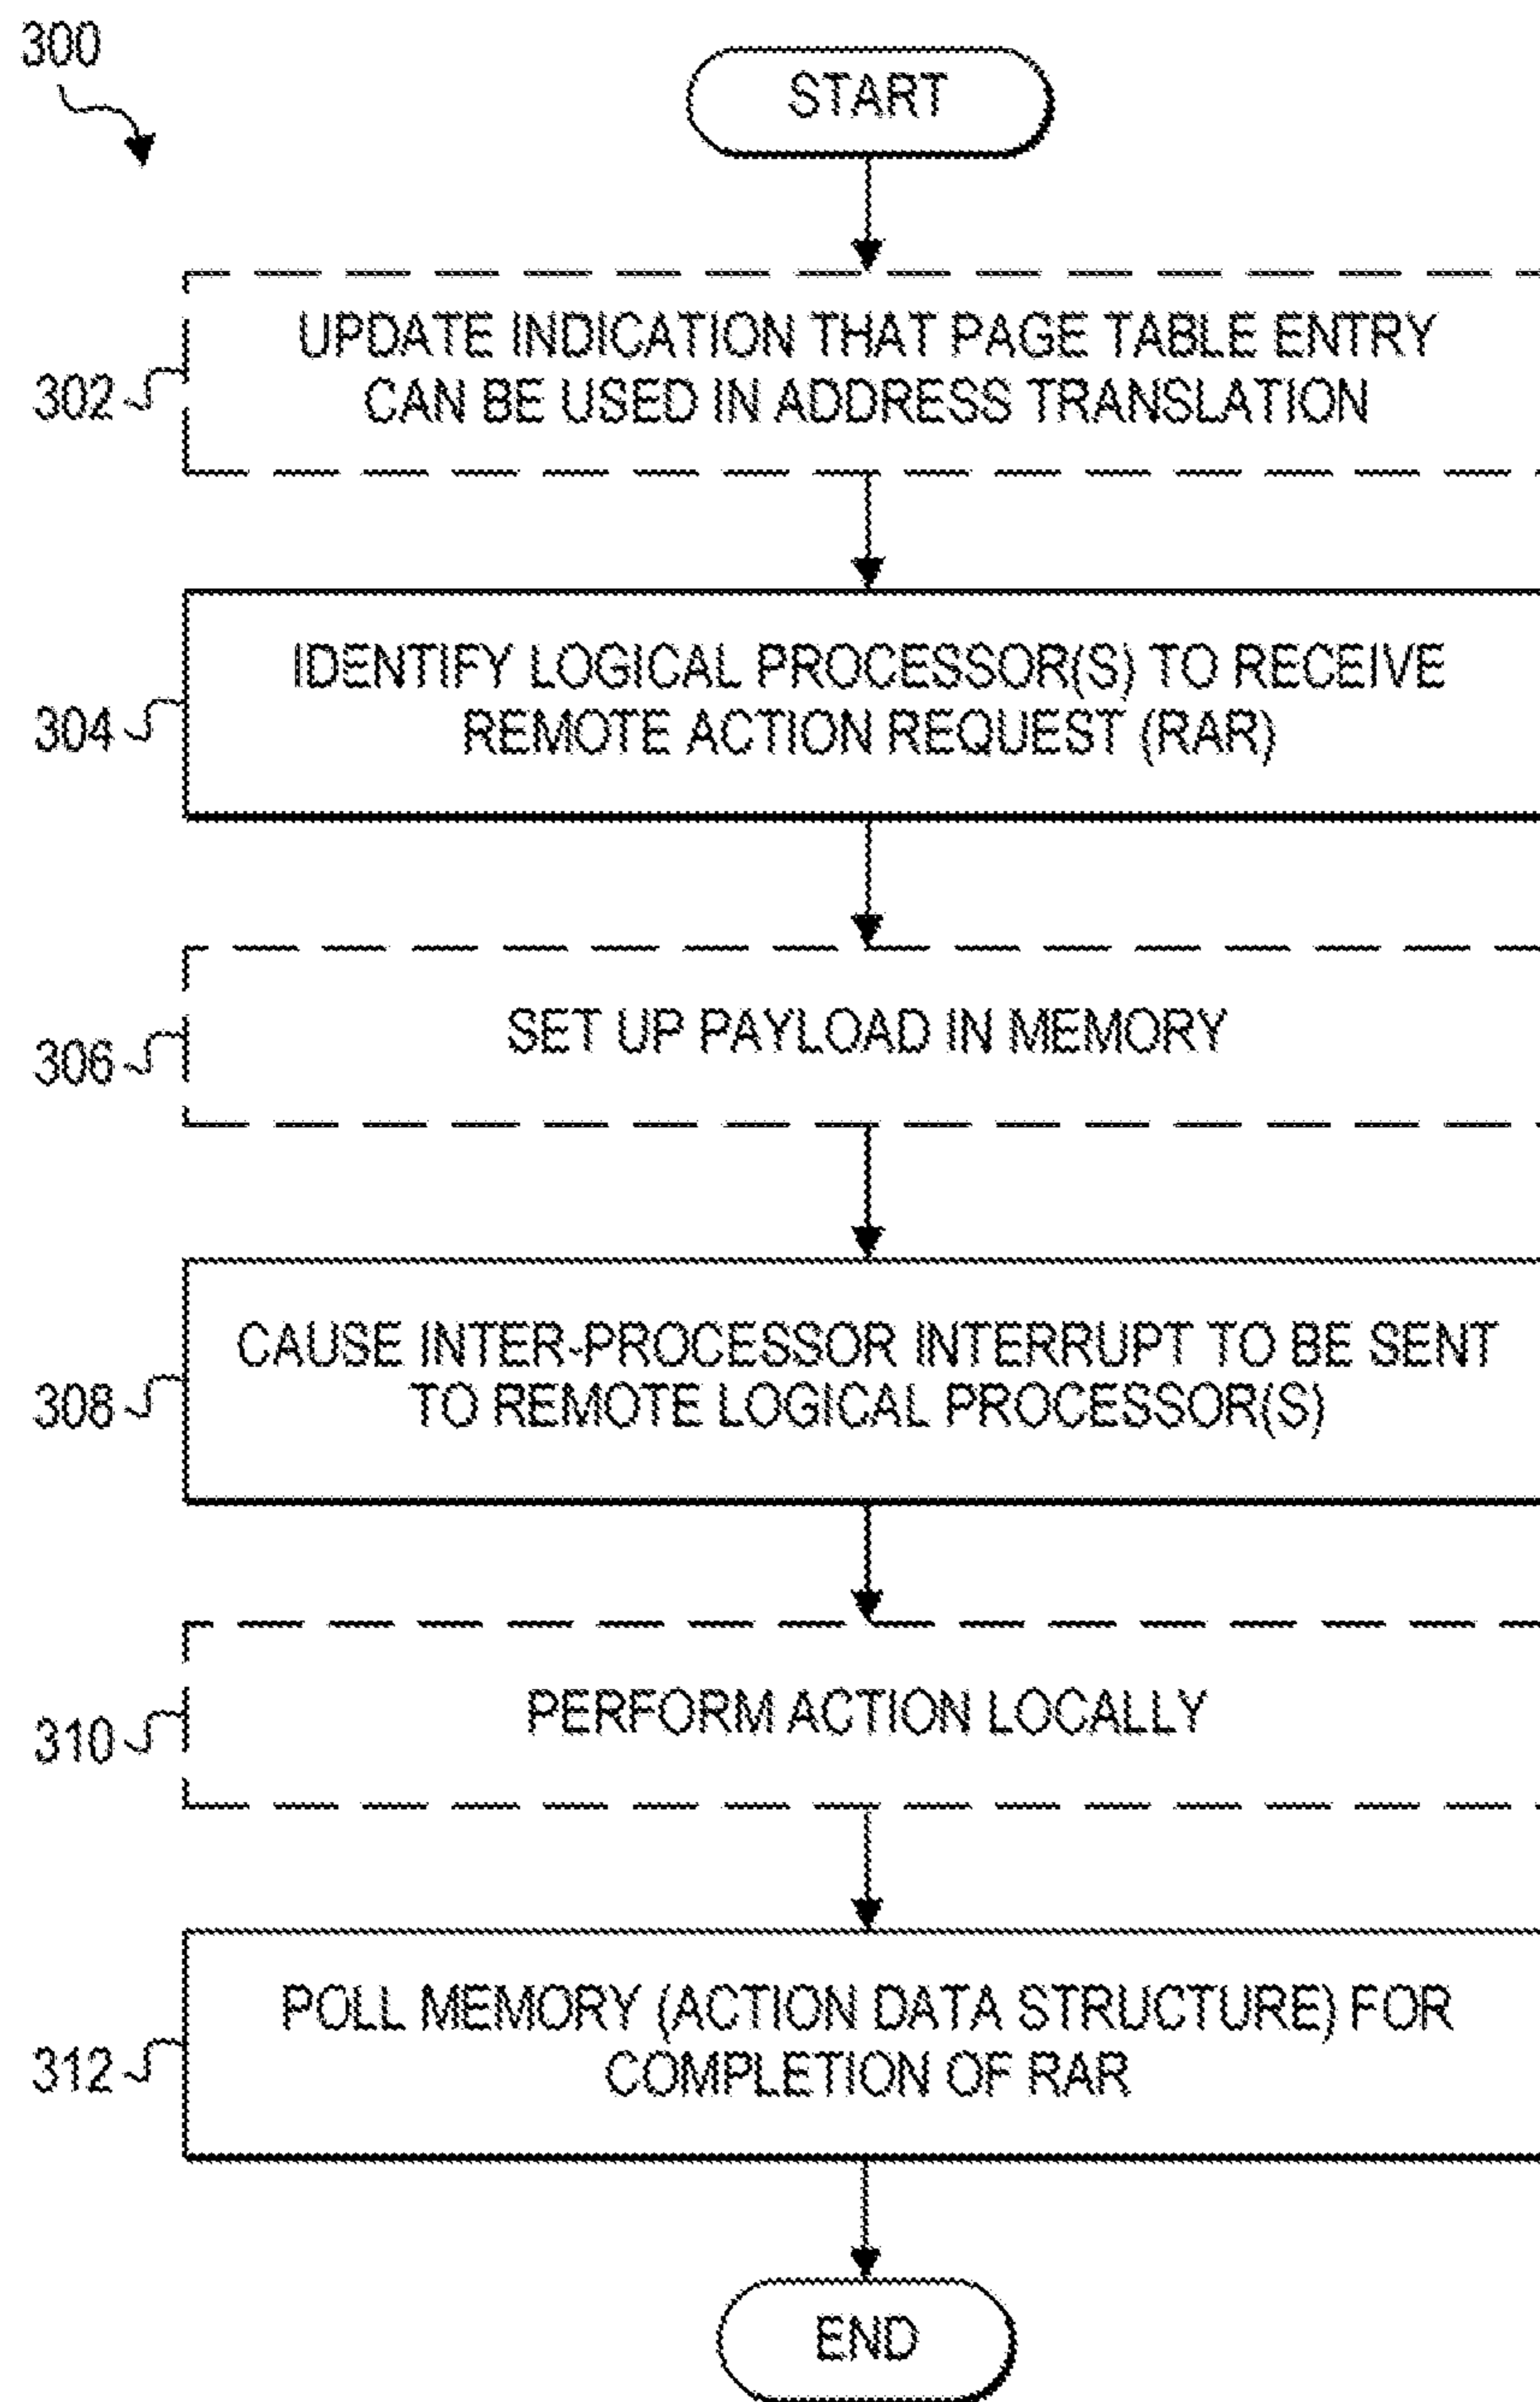 300
START
UPDATE INDICATION THAT PAGE TABLE ENTRY
CAN BE USED IN ADDRESS TRANSLATION
302
IDENTIFY LOGICAL PROCESSOR(S) TO RECEIVE
REMOTE ACTION REQUEST (RAR)
304
SET UP PAYLOAD IN MEMORY
306
CAUSE INTER-PROCESSOR INTERRUPT TO BE SENT
TO REMOTE LOGICAL PROCESSOR(S)
308
PERFORM ACTION LOCALLY
310
POLL MEMORY (ACTION DATA STRUCTURE) FOR
COMPLETION OF RAR
312
END